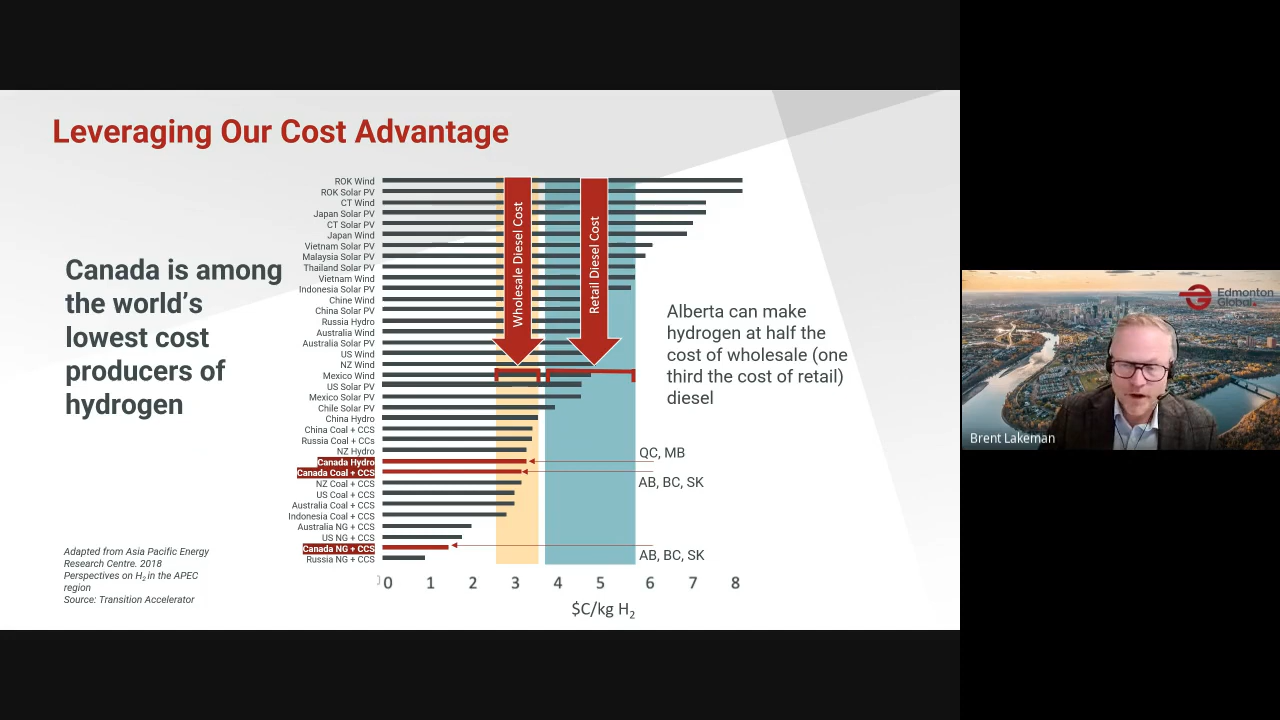 Leveraging Our Cost Advantage
Canada is among
the world's
lowest cost
producers of
hydrogen
ROK Wind
ROK Solar PV
CT Wind
Japan Solar PV
CT Solar PV
Japan Wind
Vietnam Solar PV
Malaysia Solar PV
Thailand Solar PV
Vietnam Wind
Indonesia Solar PV
Chine Wind
China Solar PV
Russia Hydro
Australia Wind
Australia Solar PV
US Wind
NZ Wind
Mexico Wind
US Solar PV
Mexico Solar PV
Chile Solar PV
China Hydro
China Coal + CCS
Russia Coal + CCs
NZ Hydro
Canada Hydro
Canada Coal + CCS
NZ Coal + CCS
US Coal + CCS
Australia Coal + CCS
Indonesia Coal + CCS
Australia NG + CCS
US NG + CCS
Canada NG + CCS
Russia NG + CCS
Wholesale Diesel Cost
Retail Diesel Cost
QC, MB
AB, BC, SK
AB, BC, SK
0 1 2 3 4 5 6 7 8
$C/kg H2
Alberta can make
hydrogen at half the
cost of wholesale (one
third the cost of retail)
diesel
Adapted from Asia Pacific Energy
Research Centre. 2018
Perspectives on H2 in the APEC
region
Source: Transition Accelerator
Edmonton
Global
Brent Lakeman